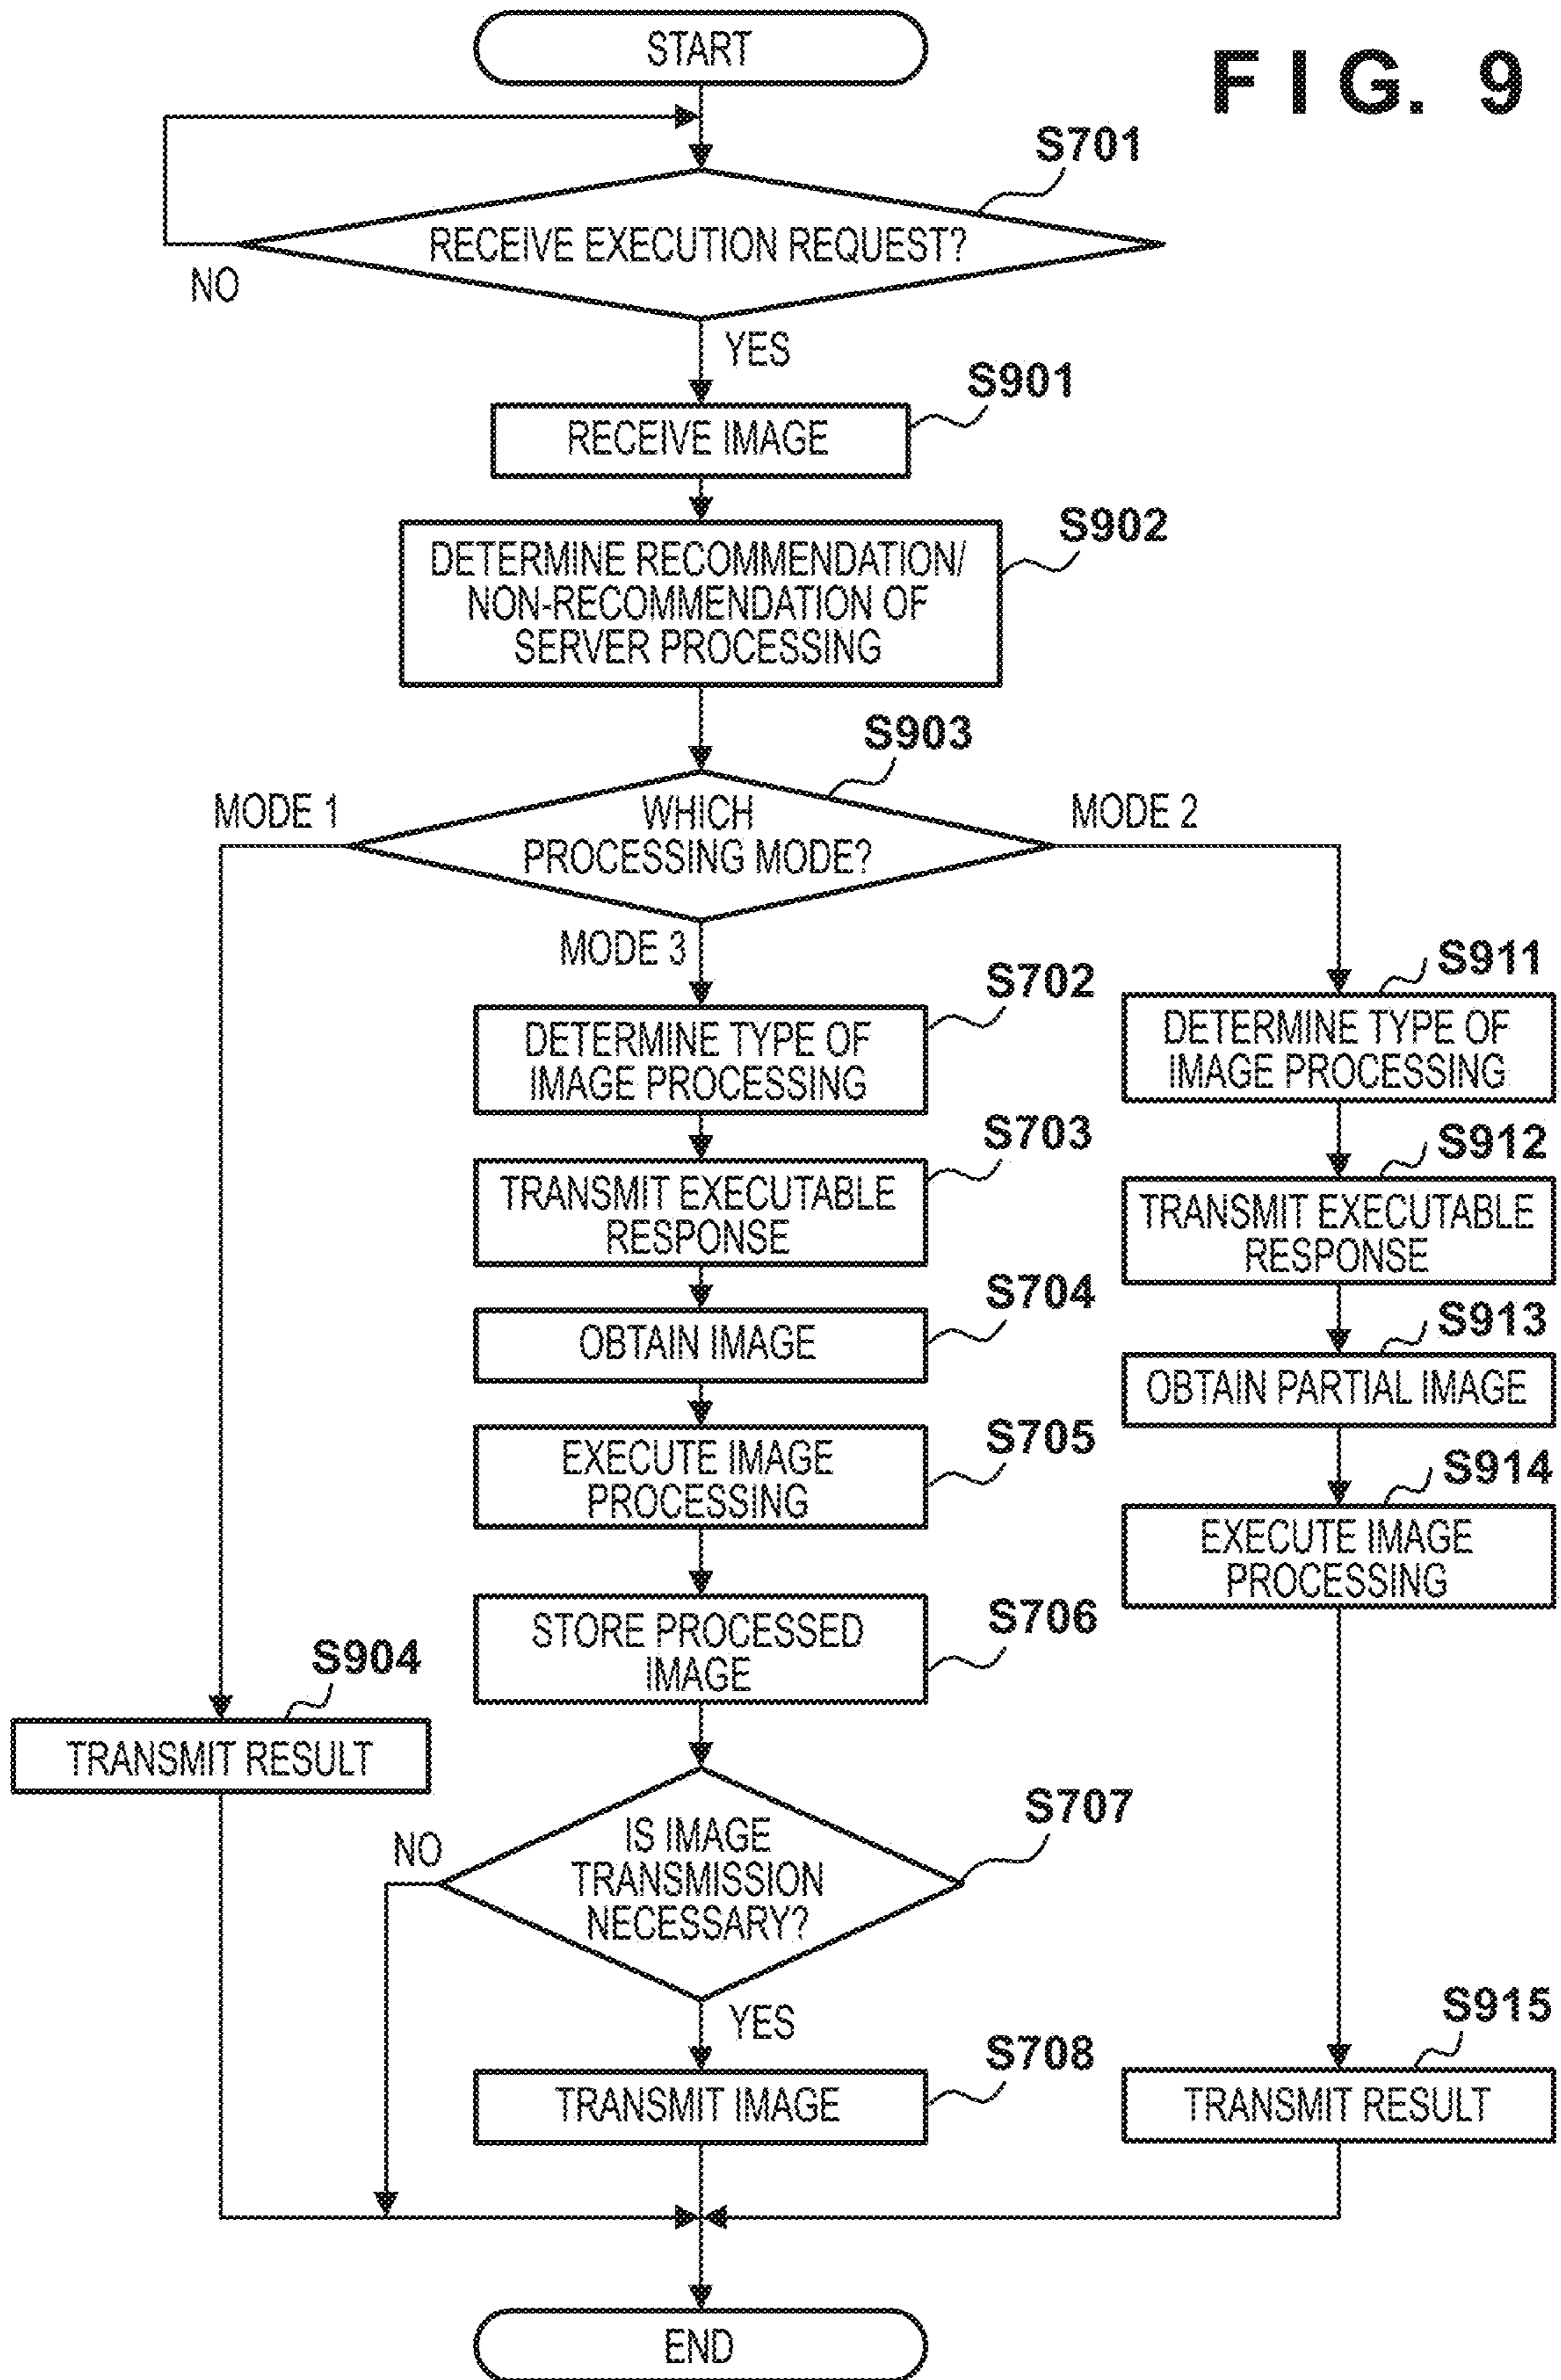 START
FIG. 9
S701
RECEIVE EXECUTION REQUEST?
NO
YES
S901
RECEIVE IMAGE
S902
DETERMINE RECOMMENDATION/
NON-RECOMMENDATION OF
SERVER PROCESSING
S903
MODE 1
WHICH
PROCESSING MODE?
MODE 2
MODE 3
S702
DETERMINE TYPE OF
IMAGE PROCESSING
S703
TRANSMIT EXECUTABLE
RESPONSE
S704
OBTAIN IMAGE
S705
EXECUTE IMAGE
PROCESSING
S706
STORE PROCESSED
IMAGE
S911
DETERMINE TYPE OF
IMAGE PROCESSING
S912
TRANSMIT EXECUTABLE
RESPONSE
S913
OBTAIN PARTIAL IMAGE
S914
EXECUTE IMAGE
PROCESSING
S904
TRANSMIT RESULT
S707
NO
IS IMAGE
TRANSMISSION
NECESSARY?
YES
S708
TRANSMIT IMAGE
S915
TRANSMIT RESULT
END